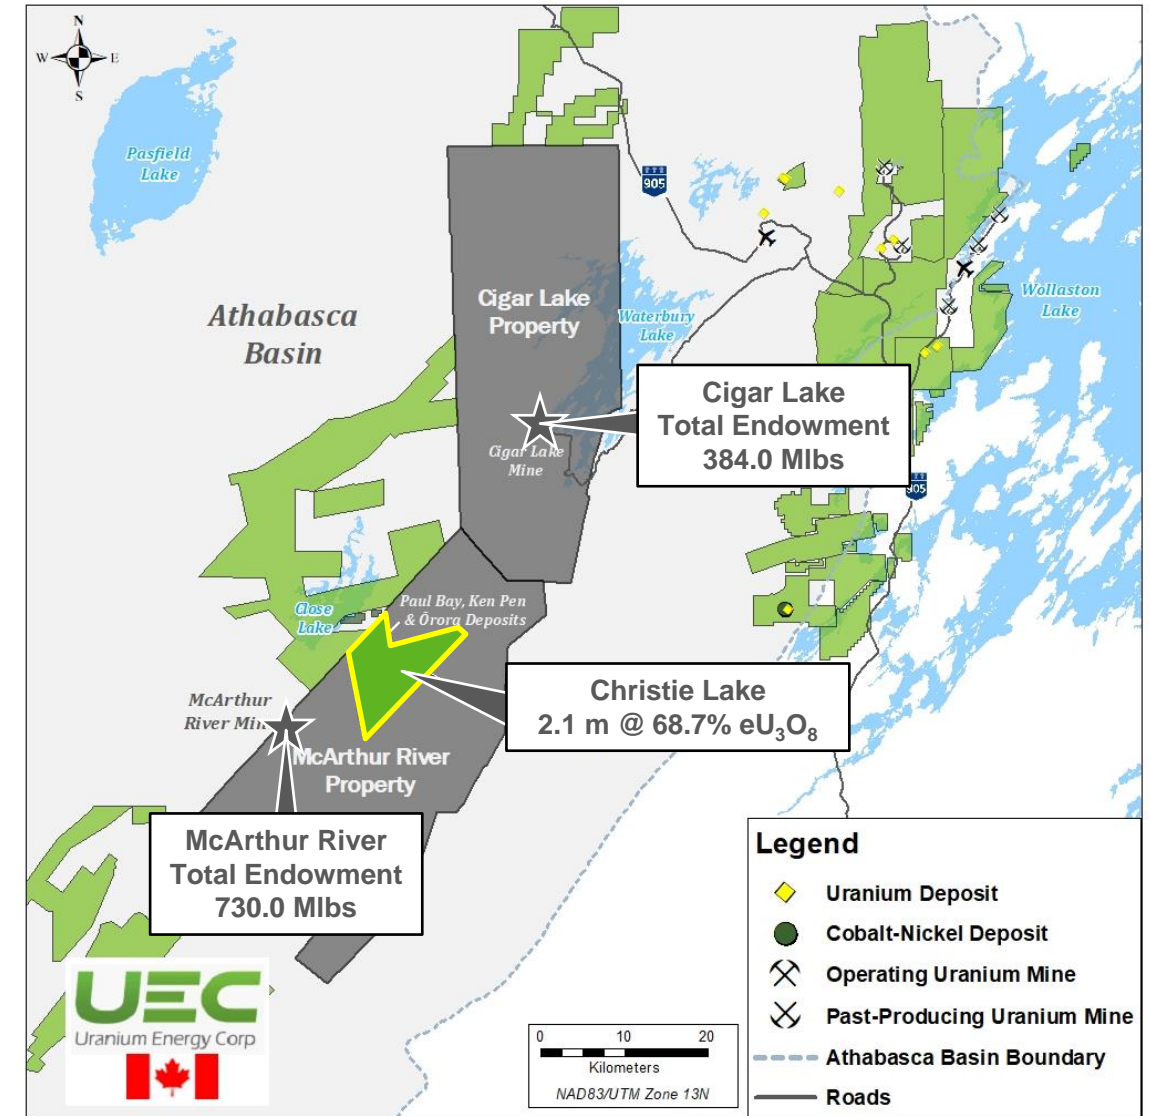 N
W
E
S
Pasfield
Lake
905
Cigar Lake
Property
Athabasca
Basin
Waterbury
Lake
Wollaston
Lake
Cigar Lake
Total Endowment
384.0 Mlbs
Cigar Lake
Mine
905
Close
Lake
Paul Bay, Ken Pen
& Ōrora Deposits
Christie Lake
2.1 m @ 68.7% eU₃O₈
McArthur
River Min
McArthur River
Property
McArthur River
Total Endowment
730.0 Mlbs
Legend
Uranium Deposit
Cobalt-Nickel Deposit
Operating Uranium Mine
Past-Producing Uranium Mine
Athabasca Basin Boundary
Roads
UEC
Uranium Energy Corp
0 10 20
Kilometers
NAD83/UTM Zone 13N